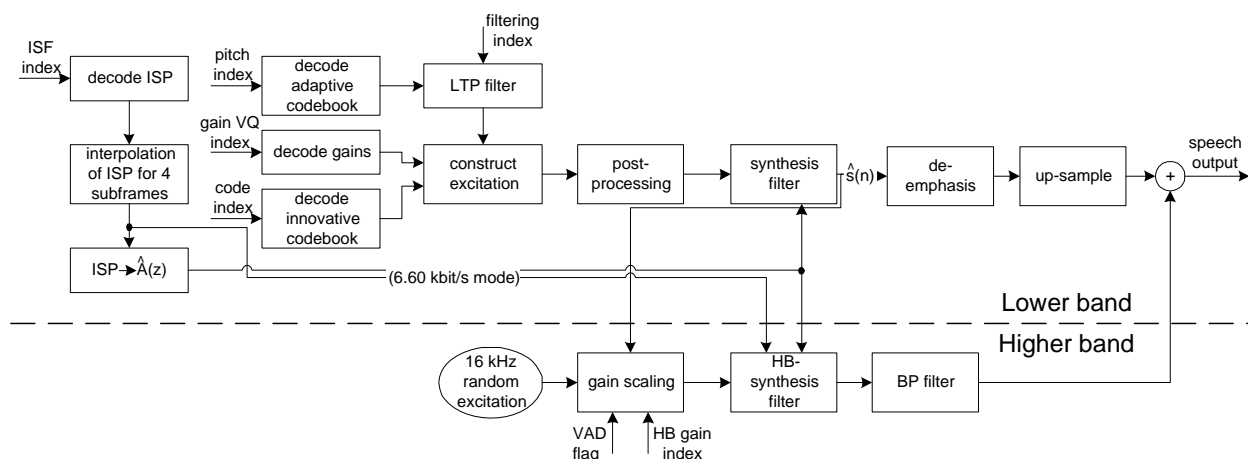 ISF
index
decode ISP
interpolation
of ISP for 4
subframes
ISP→Â(z)
pitch
index
decode
adaptive
codebook
filtering
index
LTP filter
gain VQ
index
decode gains
code
index
decode
innovative
codebook
construct
excitation
post-
processing
synthesis
filter
ŝ(n)
de-
emphasis
up-sample
+
speech
output
(6.60 kbit/s mode)
Lower band
Higher band
16 kHz
random
excitation
gain scaling
VAD
flag
HB gain
index
HB-
synthesis
filter
BP filter